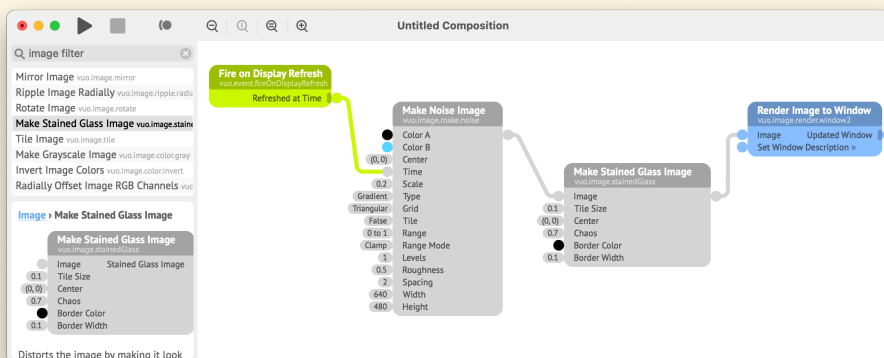 Untitled Composition
image filter
Mirror Image vuo.image.mirror
Ripple Image Radially vuo.image.ripple.radia
Rotate Image vuo.image.rotate
Make Stained Glass Image vuo.image.staine
Tile Image vuo.image.tile
Make Grayscale Image vuo.image.color.gray
Invert Image Colors vuo.image.color.invert
Radially Offset Image RGB Channels vuo
Image › Make Stained Glass Image
Make Stained Glass Image
vuo.image.stainedGlass
Image Stained Glass Image
0.1 Tile Size
(0, 0) Center
0.7 Chaos
Border Color
0.1 Border Width
Distorts the image by making it look
Fire on Display Refresh
vuo.event.fireOnDisplayRefresh
Refreshed at Time
Make Noise Image
vuo.image.make.noise
Color A
Color B
(0, 0) Center
Time
0.2 Scale
Gradient Type
Triangular Grid
False Tile
0 to 1 Range
Clamp Range Mode
1 Levels
0.5 Roughness
2 Spacing
640 Width
480 Height
Make Stained Glass Image
vuo.image.stainedGlass
Image
0.1 Tile Size
(0, 0) Center
0.7 Chaos
Border Color
0.1 Border Width
Render Image to Window
vuo.image.render.window2
Image Updated Window
Set Window Description